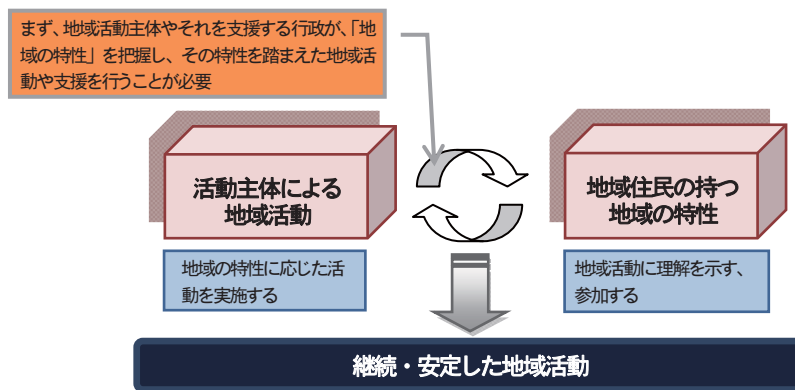 まず、地域活動主体やそれを支援する行政が、「地
域の特性」を把握し、その特性を踏まえた地域活
動や支援を行うことが必要
活動主体による
地域活動
地域住民の持つ
地域の特性
地域の特性に応じた活
動を実施する
地域活動に理解を示す、
参加する
継続・安定した地域活動